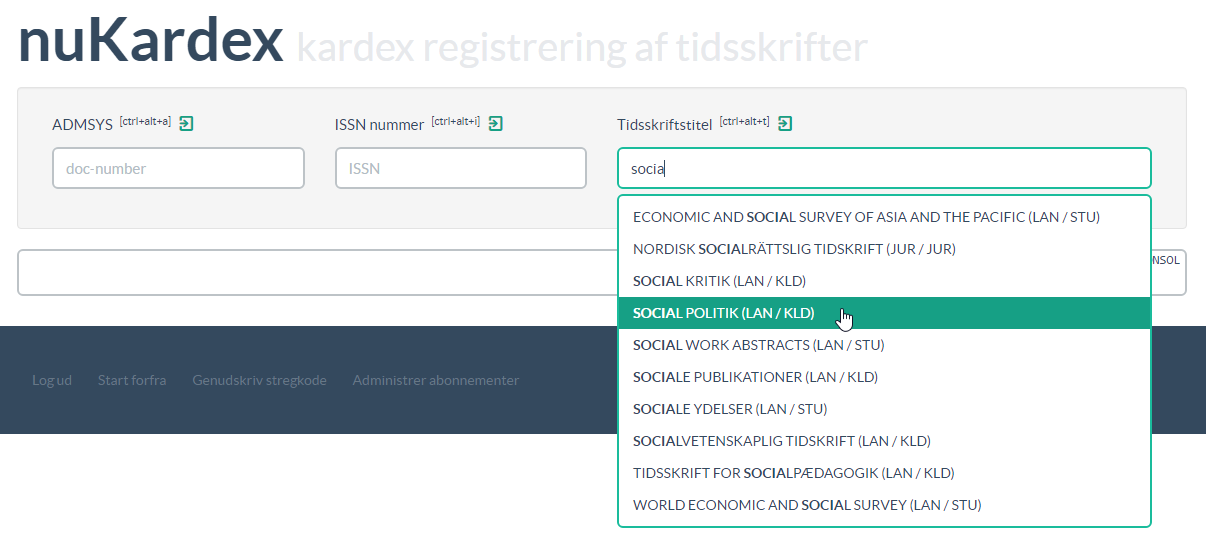 nuKardex kardex registrering af tidsskrifter
ADMSYS [ctrl+alt+a] ISSN nummer [ctrl+alt+i] Tidsskriftstitel [ctrl+alt+t]
doc-number ISSN socia
ECONOMIC AND SOCIAL SURVEY OF ASIA AND THE PACIFIC (LAN / STU)
NORDISK SOCIALRÄTTSLIG TIDSKRIFT (JUR / JUR)
NSOL
SOCIAL KRITIK (LAN / KLD)
SOCIAL POLITIK (LAN / KLD)
SOCIAL WORK ABSTRACTS (LAN / STU)
SOCIALE PUBLIKATIONER (LAN / KLD)
SOCIALE YDELSER (LAN / STU)
SOCIALVETENSKAPLIG TIDSKRIFT (LAN / KLD)
TIDSSKRIFT FOR SOCIALPÆDAGOGIK (LAN / KLD)
WORLD ECONOMIC AND SOCIAL SURVEY (LAN / STU)
Log ud Start forfra Genudskriv stregkode Administrer abonnementer